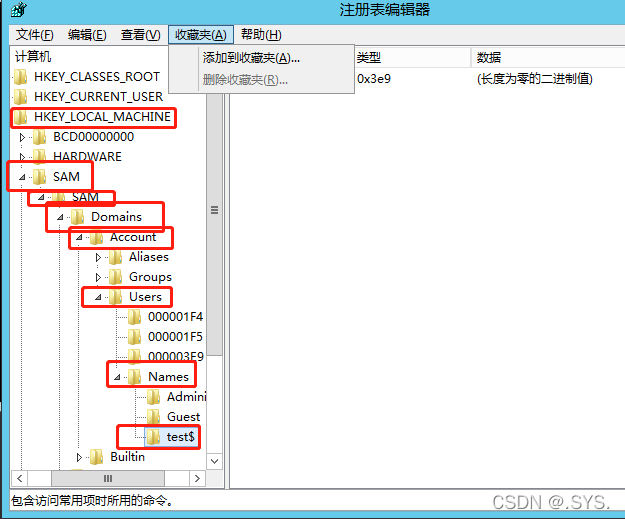 注册表编辑器
文件(F) 编辑(E) 查看(V) 收藏夹(A) 帮助(H)
添加到收藏夹(A)...
删除收藏夹(R)...
计算机
类型 数据
HKEY_CLASSES_ROOT
0x3e9 (长度为零的二进制值)
HKEY_CURRENT_USER
HKEY_LOCAL_MACHINE
BCD00000000
HARDWARE
SAM
SAM
Domains
Account
Aliases
Groups
Users
000001F4
000001F5
000003E9
Names
Admini
Guest
test$
Builtin
包含访问常用项时所用的命令。
CSDN @.SYS.